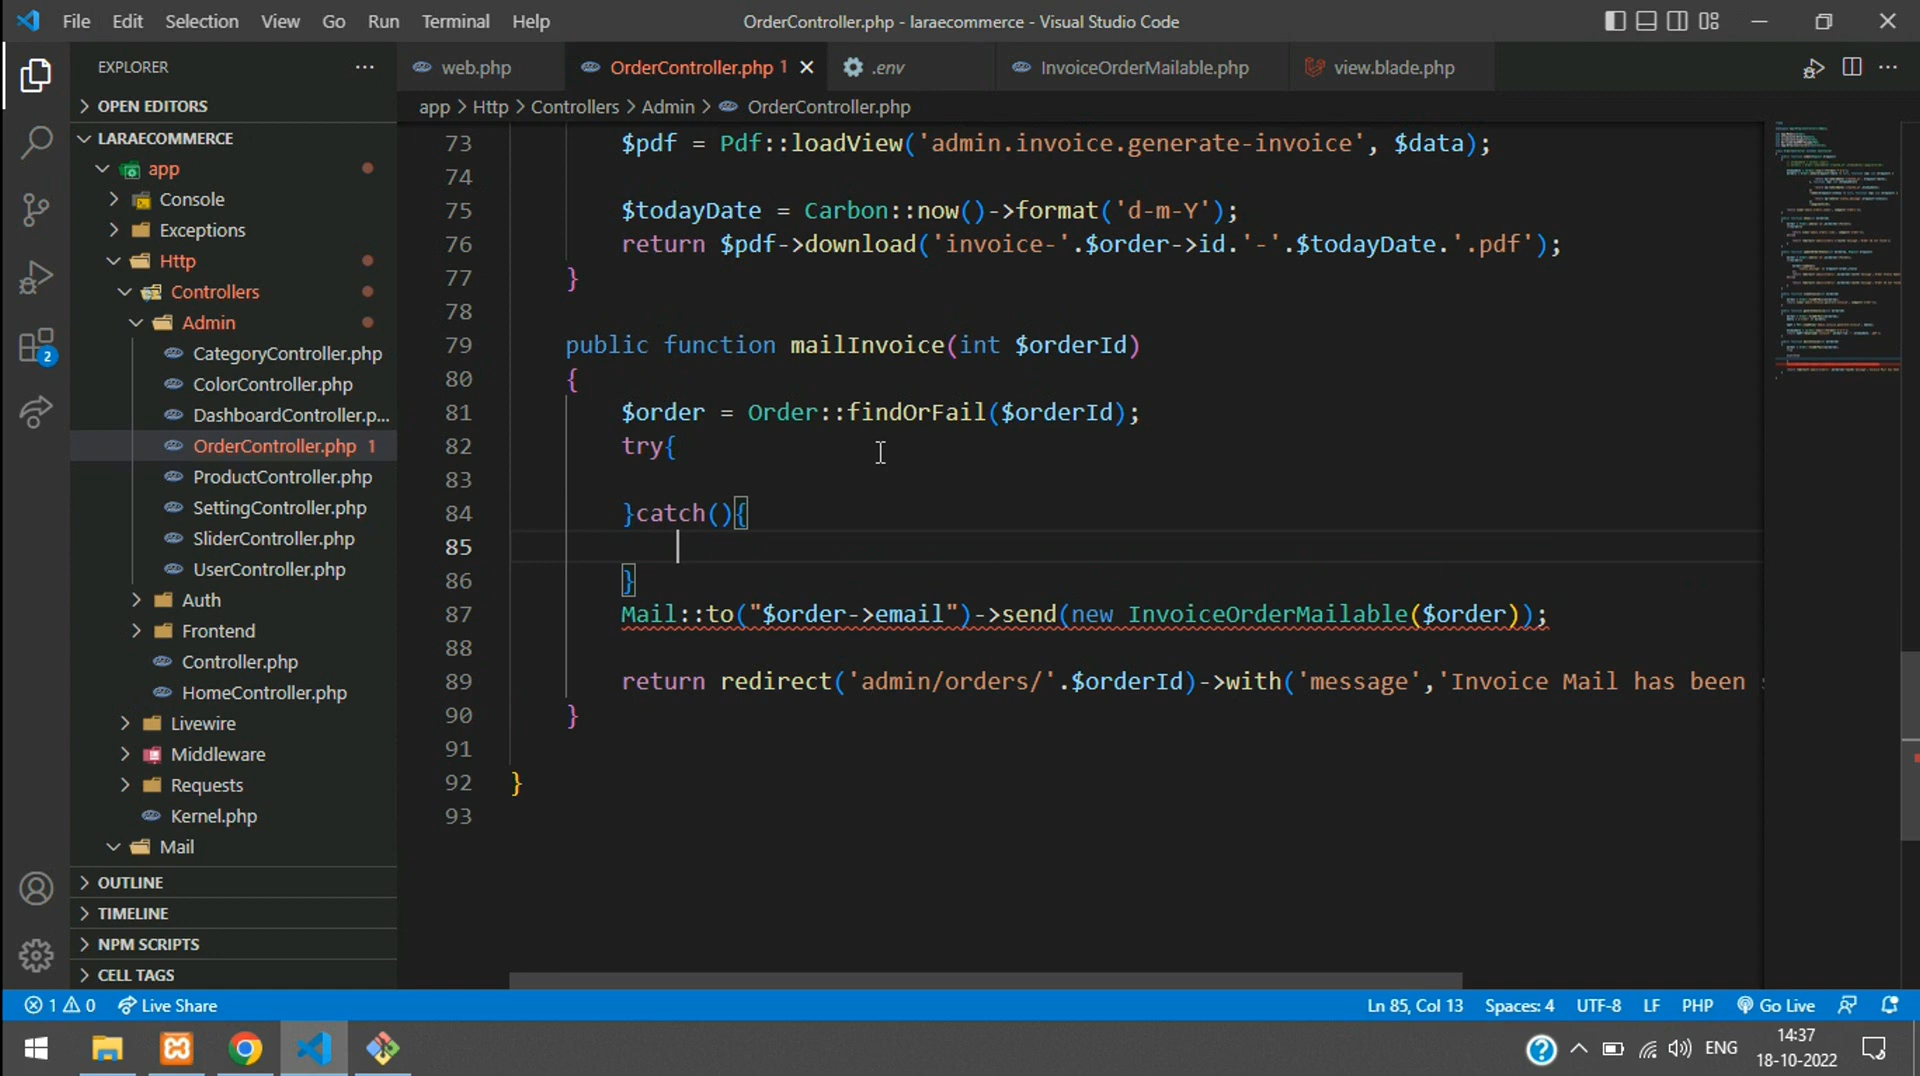 File Edit Selection View Go Run Terminal Help
OrderController.php - laraecommerce - Visual Studio Code
EXPLORER
web.php OrderController.php 1 .env InvoiceOrderMailable.php view.blade.php
app > Http > Controllers > Admin > OrderController.php
OPEN EDITORS
LARAECOMMERCE
app
Console
Exceptions
Http
Controllers
Admin
CategoryController.php
ColorController.php
DashboardController.p...
OrderController.php 1
ProductController.php
SettingController.php
SliderController.php
UserController.php
Auth
Frontend
Controller.php
HomeController.php
Livewire
Middleware
Requests
Kernel.php
Mail
OUTLINE
TIMELINE
NPM SCRIPTS
CELL TAGS
2
73 $pdf = Pdf::loadView('admin.invoice.generate-invoice', $data);
74
75 $todayDate = Carbon::now()->format('d-m-Y');
76 return $pdf->download('invoice-'.$order->id.'-'.$todayDate.'.pdf');
77 }
78
79 public function mailInvoice(int $orderId)
80 {
81 $order = Order::findOrFail($orderId);
82 try{
83
84 }catch(){
85
86 }
87 Mail::to("$order->email")->send(new InvoiceOrderMailable($order));
88
89 return redirect('admin/orders/'.$orderId)->with('message','Invoice Mail has been
90 }
91
92 }
93
1 0 Live Share
Ln 85, Col 13 Spaces: 4 UTF-8 LF PHP Go Live
ENG
14:37
18-10-2022